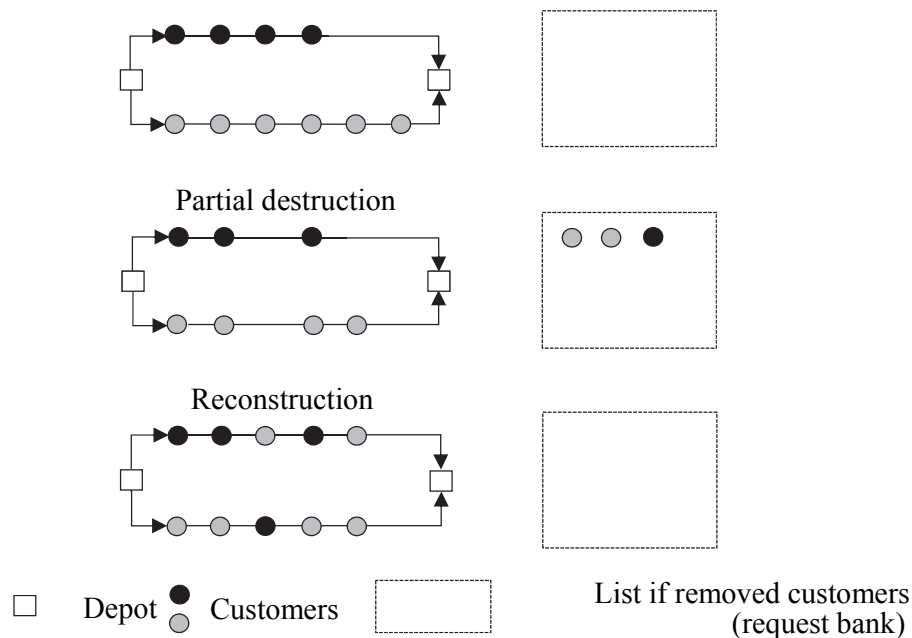 Partial destruction
Reconstruction
Depot
Customers
List if removed customers
(request bank)